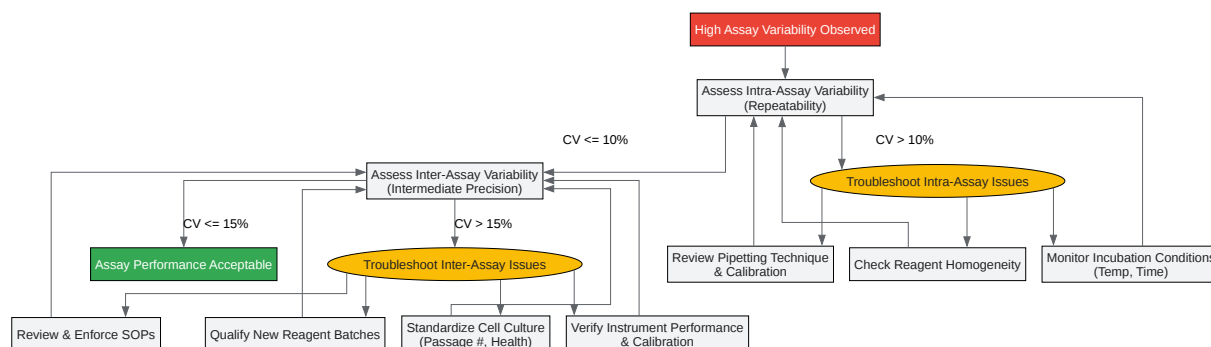 High Assay Variability Observed
Assess Intra-Assay Variability
(Repeatability)
CV <= 10%
CV > 10%
Assess Inter-Assay Variability
(Intermediate Precision)
Troubleshoot Intra-Assay Issues
CV <= 15%
CV > 15%
Assay Performance Acceptable
Troubleshoot Inter-Assay Issues
Review Pipetting Technique
& Calibration
Check Reagent Homogeneity
Monitor Incubation Conditions
(Temp, Time)
Review & Enforce SOPs
Qualify New Reagent Batches
Standardize Cell Culture
(Passage #, Health)
Verify Instrument Performance
& Calibration